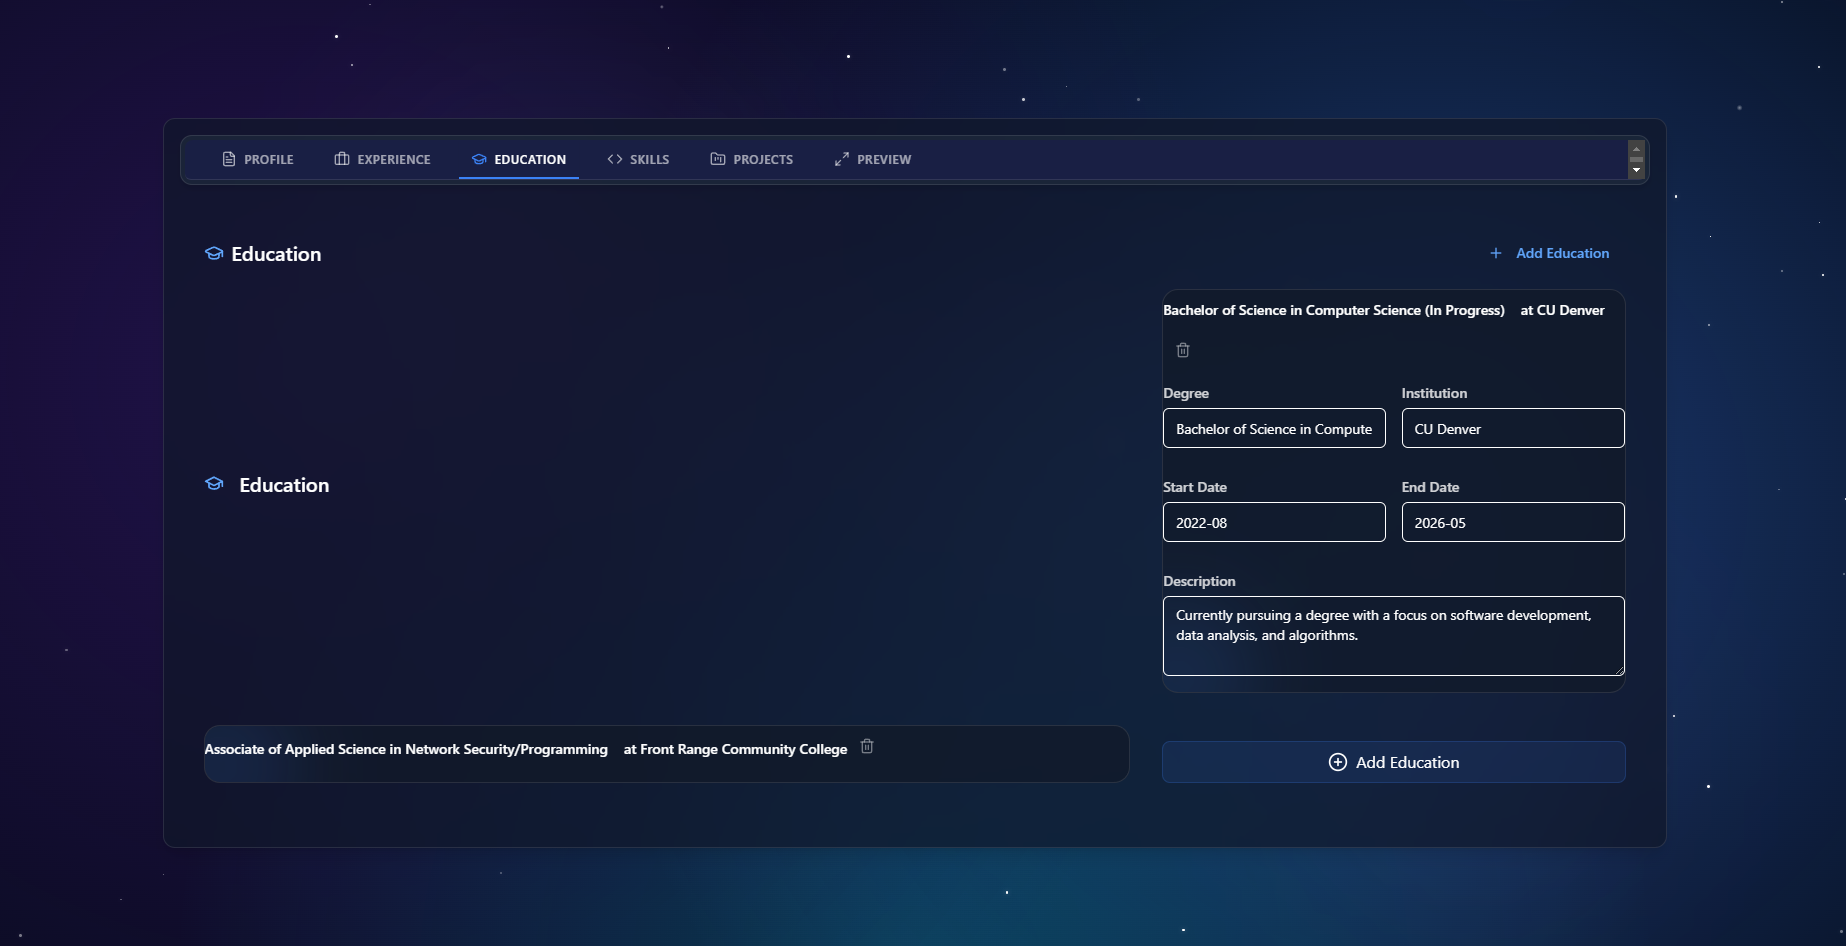 PROFILE EXPERIENCE EDUCATION SKILLS PROJECTS PREVIEW
Education
Add Education
Bachelor of Science in Computer Science (In Progress) at CU Denver
Degree Institution
Bachelor of Science in Compute CU Denver
Education
Start Date End Date
2022-08 2026-05
Description
Currently pursuing a degree with a focus on software development,
data analysis, and algorithms.
Associate of Applied Science in Network Security/Programming at Front Range Community College
Add Education